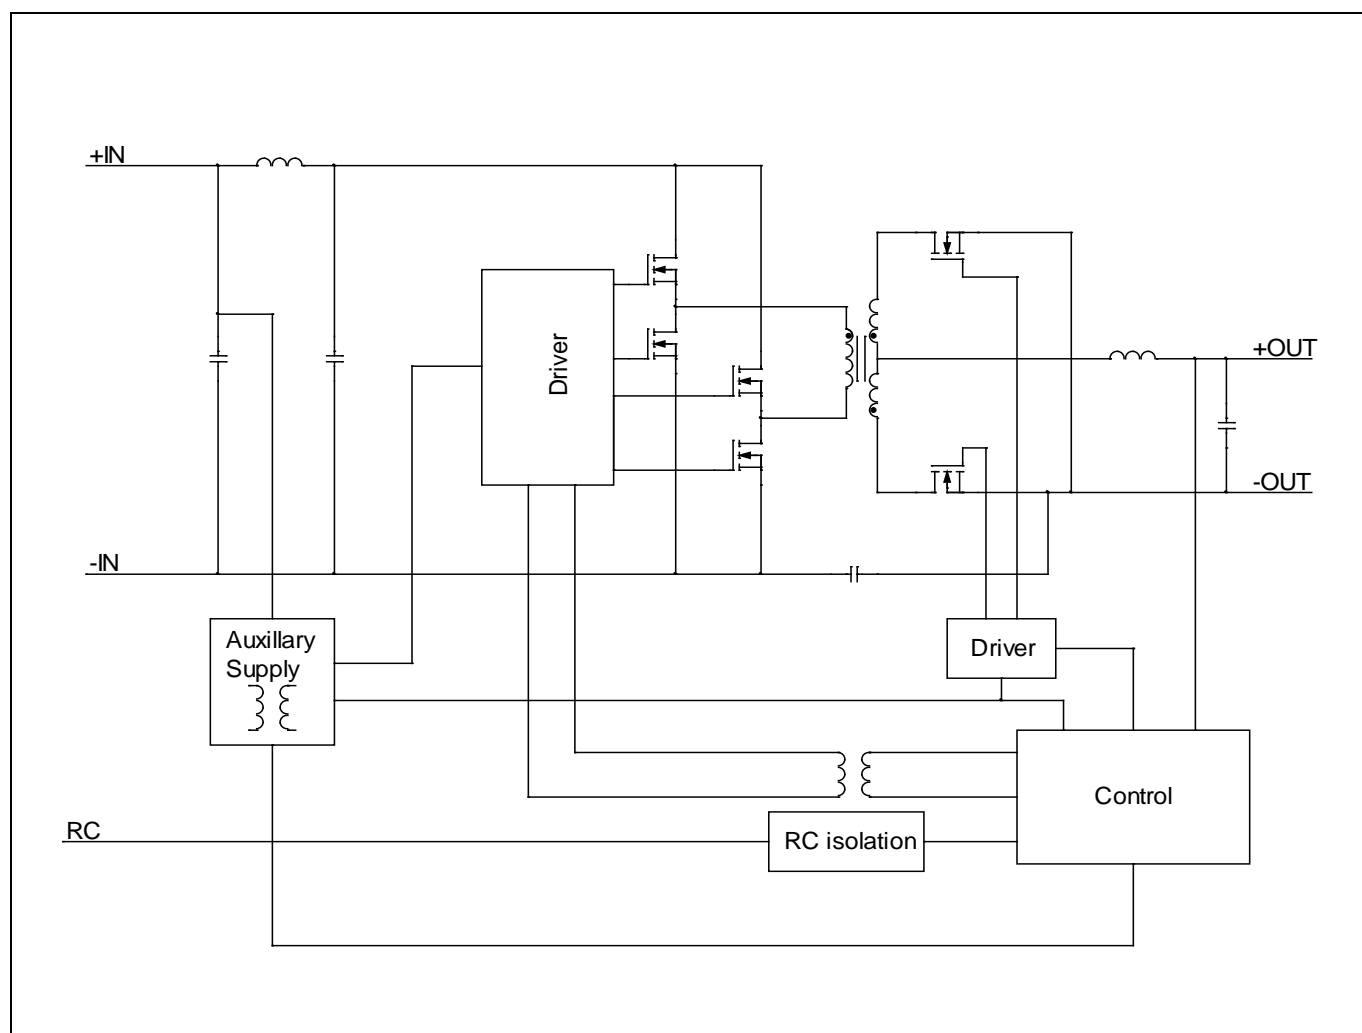 +IN
Driver
+OUT
-OUT
-IN
Auxillary
Supply
Driver
Control
RC
RC isolation